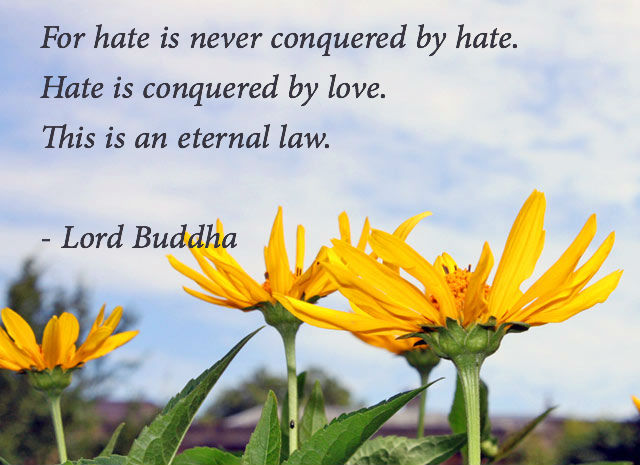 For hate is never conquered by hate.
Hate is conquered by love.
This is an eternal law.
- Lord Buddha